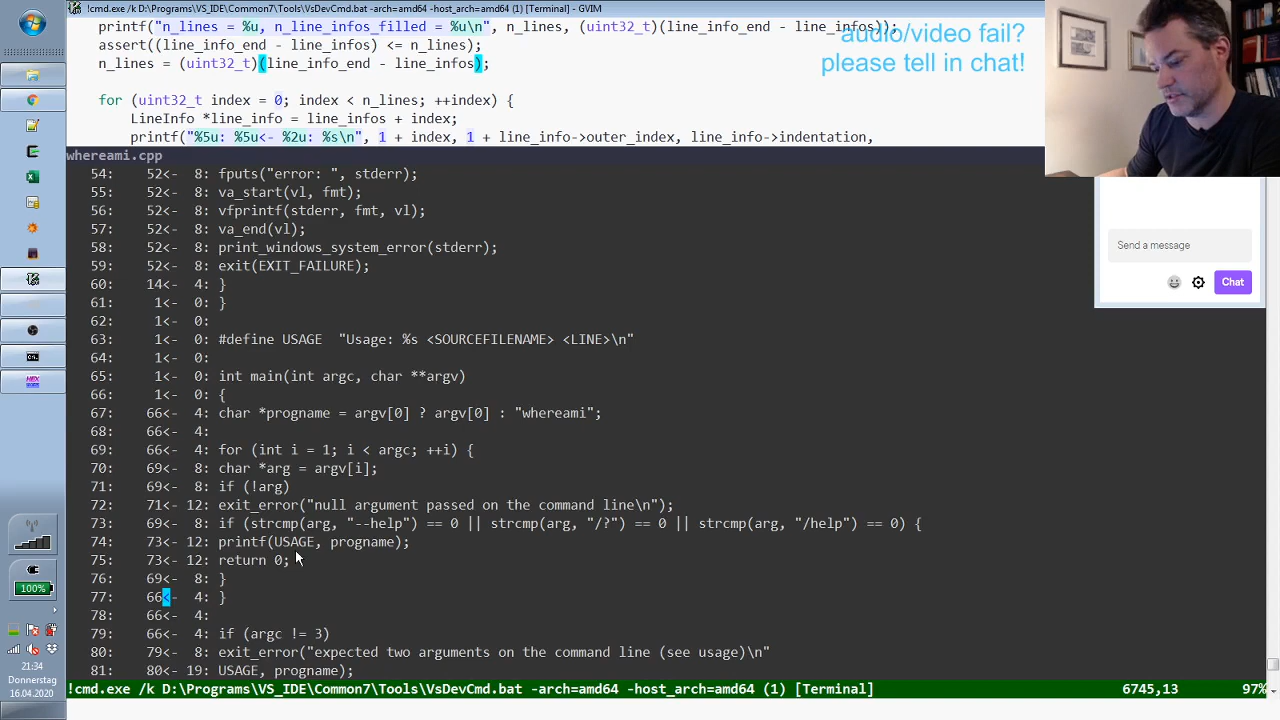 !cmd.exe /k D:\Programs\VS_IDE\Common7\Tools\VsDevCmd.bat -arch=amd64 -host_arch=amd64 (1) [Terminal] - GVIM
printf("n_lines = %u, n_line_infos_filled = %u\n", n_lines, (uint32_t)(line_info_end - line_infos));
assert((line_info_end - line_infos) <= n_lines);
n_lines = (uint32_t)(line_info_end - line_infos);
for (uint32_t index = 0; index < n_lines; ++index) {
LineInfo *line_info = line_infos + index;
printf("%5u: %5u<- %2u: %s\n", 1 + index, 1 + line_info->outer_index, line_info->indentation,
audio/video fail?
please tell in chat!
whereami.cpp
54:    52<-  8: fputs("error: ", stderr);
55:    52<-  8: va_start(vl, fmt);
56:    52<-  8: vfprintf(stderr, fmt, vl);
57:    52<-  8: va_end(vl);
58:    52<-  8: print_windows_system_error(stderr);
59:    52<-  8: exit(EXIT_FAILURE);
60:    14<-  4: }
61:     1<-  0: }
62:     1<-  0:
63:     1<-  0: #define USAGE  "Usage: %s <SOURCEFILENAME> <LINE>\n"
64:     1<-  0:
65:     1<-  0: int main(int argc, char **argv)
66:     1<-  0: {
67:    66<-  4: char *progname = argv[0] ? argv[0] : "whereami";
68:    66<-  4:
69:    66<-  4: for (int i = 1; i < argc; ++i) {
70:    69<-  8: char *arg = argv[i];
71:    69<-  8: if (!arg)
72:    71<- 12: exit_error("null argument passed on the command line\n");
73:    69<-  8: if (strcmp(arg, "--help") == 0 || strcmp(arg, "/?") == 0 || strcmp(arg, "/help") == 0) {
74:    73<- 12: printf(USAGE, progname);
75:    73<- 12: return 0;
76:    69<-  8: }
77:    66<-  4: }
78:    66<-  4:
79:    66<-  4: if (argc != 3)
80:    79<-  8: exit_error("expected two arguments on the command line (see usage)\n"
81:    80<- 19: USAGE, progname);
!cmd.exe /k D:\Programs\VS_IDE\Common7\Tools\VsDevCmd.bat -arch=amd64 -host_arch=amd64 (1) [Terminal] 6745,13 97%
Send a message
Chat
HEX
100%
21:34
Donnerstag
16.04.2020